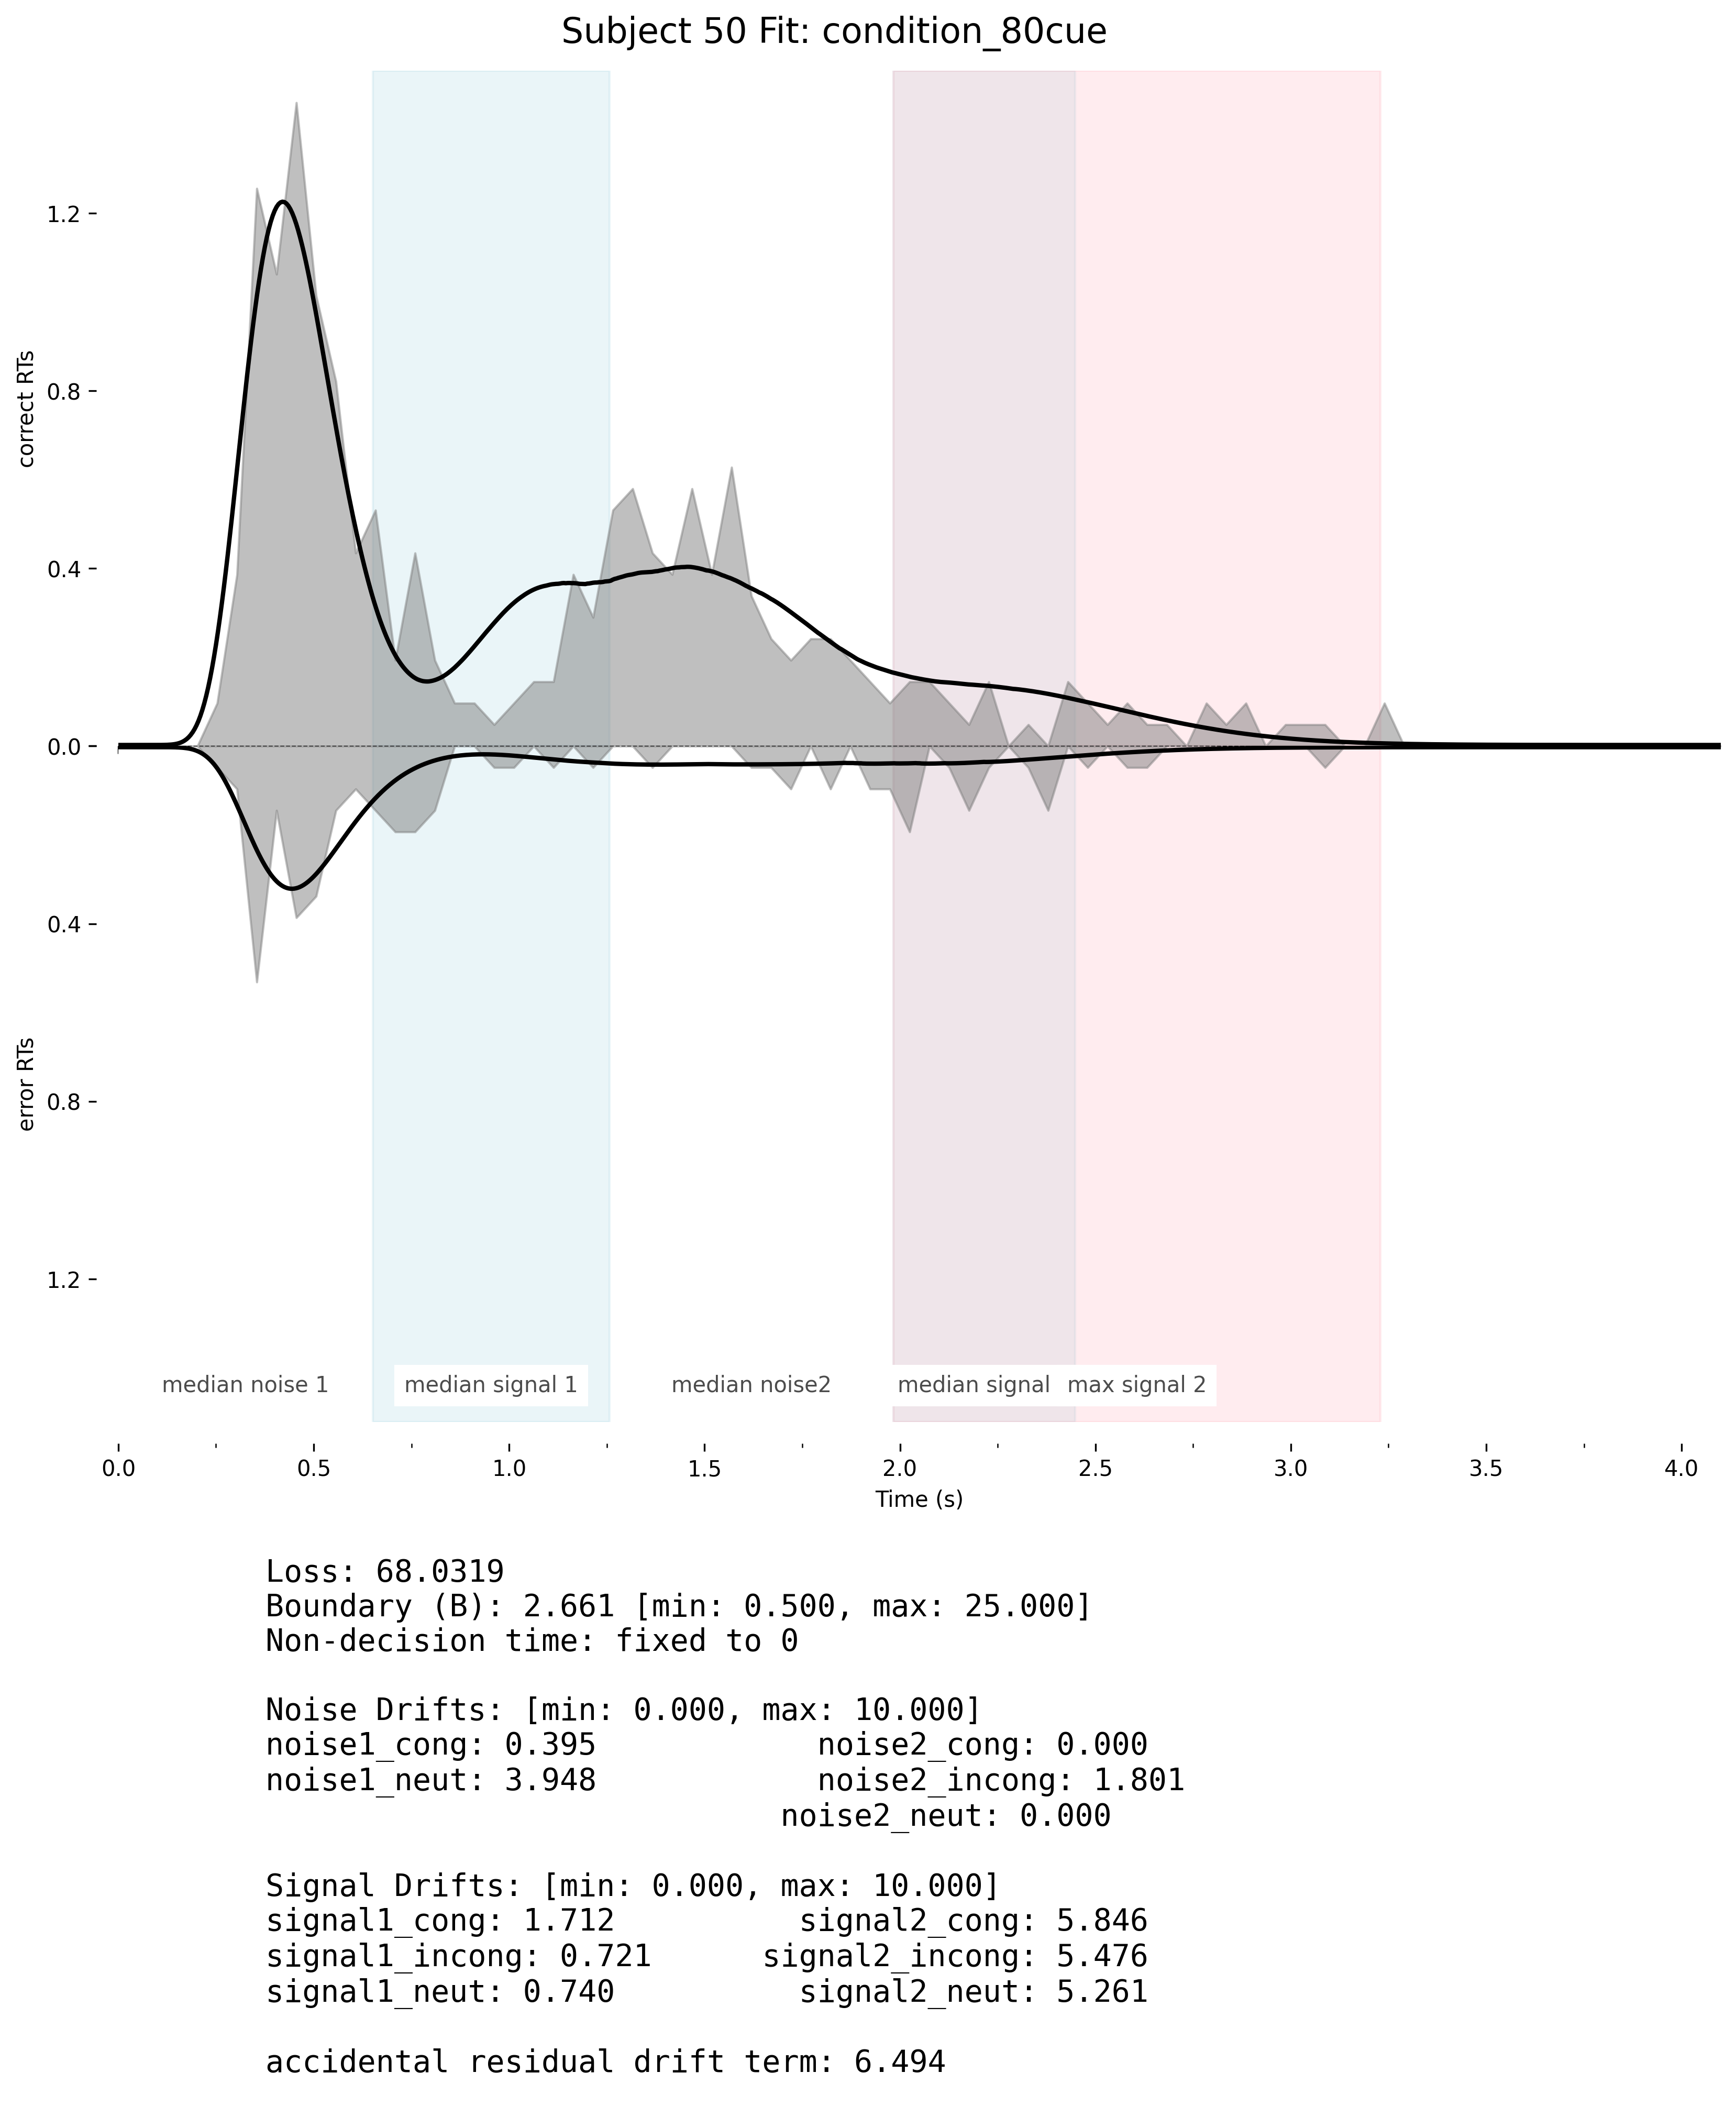 Subject 50 Fit: condition_80cue
correct RTs
error RTs
1.2
0.8
0.4
0.0
0.4
0.8
1.2
median noise 1
median signal 1
median noise2
median signal
max signal 2
0.0 0.5 1.0 1.5 2.0 2.5 3.0 3.5 4.0
Time (s)
Loss: 68.0319
Boundary (B): 2.661 [min: 0.500, max: 25.000]
Non-decision time: fixed to 0
Noise Drifts: [min: 0.000, max: 10.000]
noise1_cong: 0.395 noise2_cong: 0.000
noise1_neut: 3.948 noise2_incong: 1.801
noise2_neut: 0.000
Signal Drifts: [min: 0.000, max: 10.000]
signal1_cong: 1.712 signal2_cong: 5.846
signal1_incong: 0.721 signal2_incong: 5.476
signal1_neut: 0.740 signal2_neut: 5.261
accidental residual drift term: 6.494